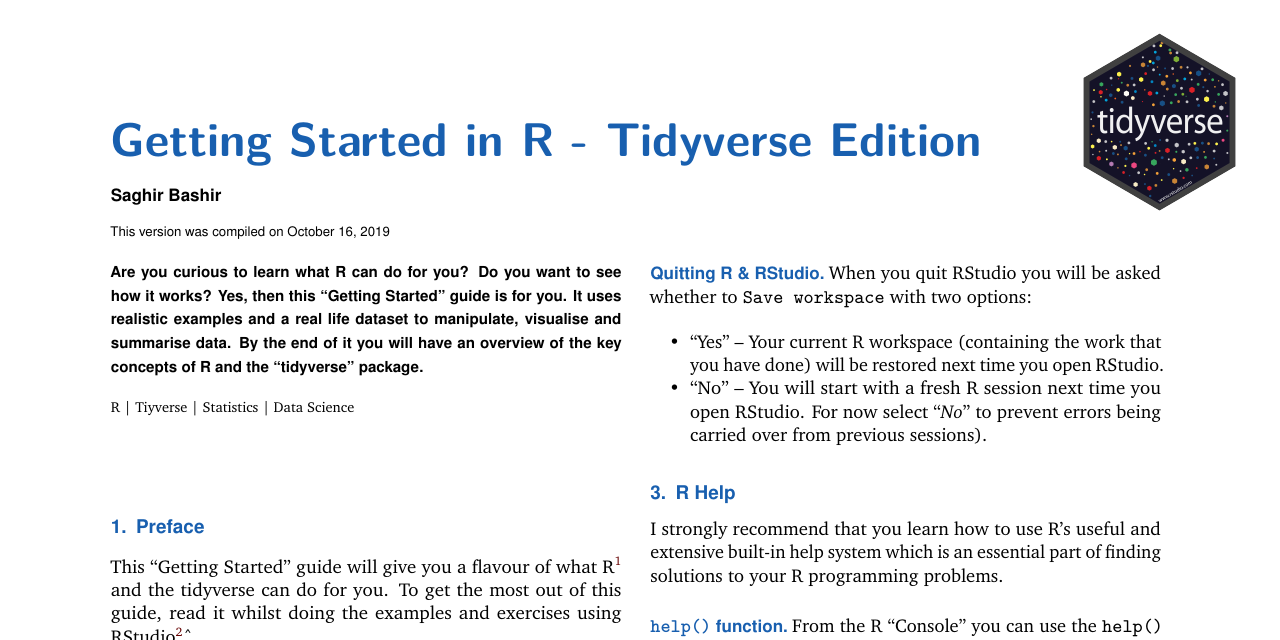 Getting Started in R - Tidyverse Edition
tidyverse
www.rstudio.com
Saghir Bashir
This version was compiled on October 16, 2019
Are you curious to learn what R can do for you? Do you want to see
how it works? Yes, then this “Getting Started” guide is for you. It uses
realistic examples and a real life dataset to manipulate, visualise and
summarise data. By the end of it you will have an overview of the key
concepts of R and the “tidyverse” package.
R | Tiyverse | Statistics | Data Science
1. Preface
This “Getting Started” guide will give you a flavour of what R1
and the tidyverse can do for you. To get the most out of this
guide, read it whilst doing the examples and exercises using
RStudio2^
Quitting R & RStudio. When you quit RStudio you will be asked
whether to Save workspace with two options:
• “Yes” – Your current R workspace (containing the work that
you have done) will be restored next time you open RStudio.
• “No” – You will start with a fresh R session next time you
open RStudio. For now select “No” to prevent errors being
carried over from previous sessions).
3. R Help
I strongly recommend that you learn how to use R’s useful and
extensive built-in help system which is an essential part of finding
solutions to your R programming problems.
help() function. From the R “Console” you can use the help()